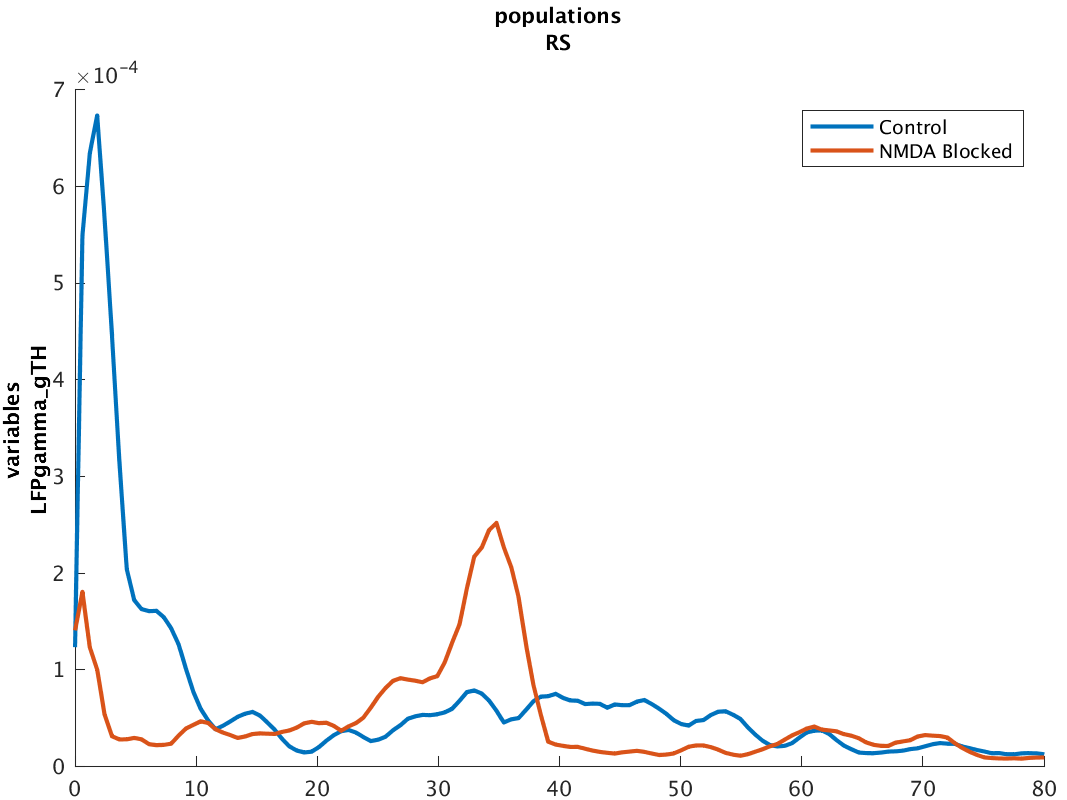 populations
RS
×10⁻⁴
7
6
5
4
3
2
1
0
variables
LFPgamma_gTH
Control
NMDA Blocked
0 10 20 30 40 50 60 70 80